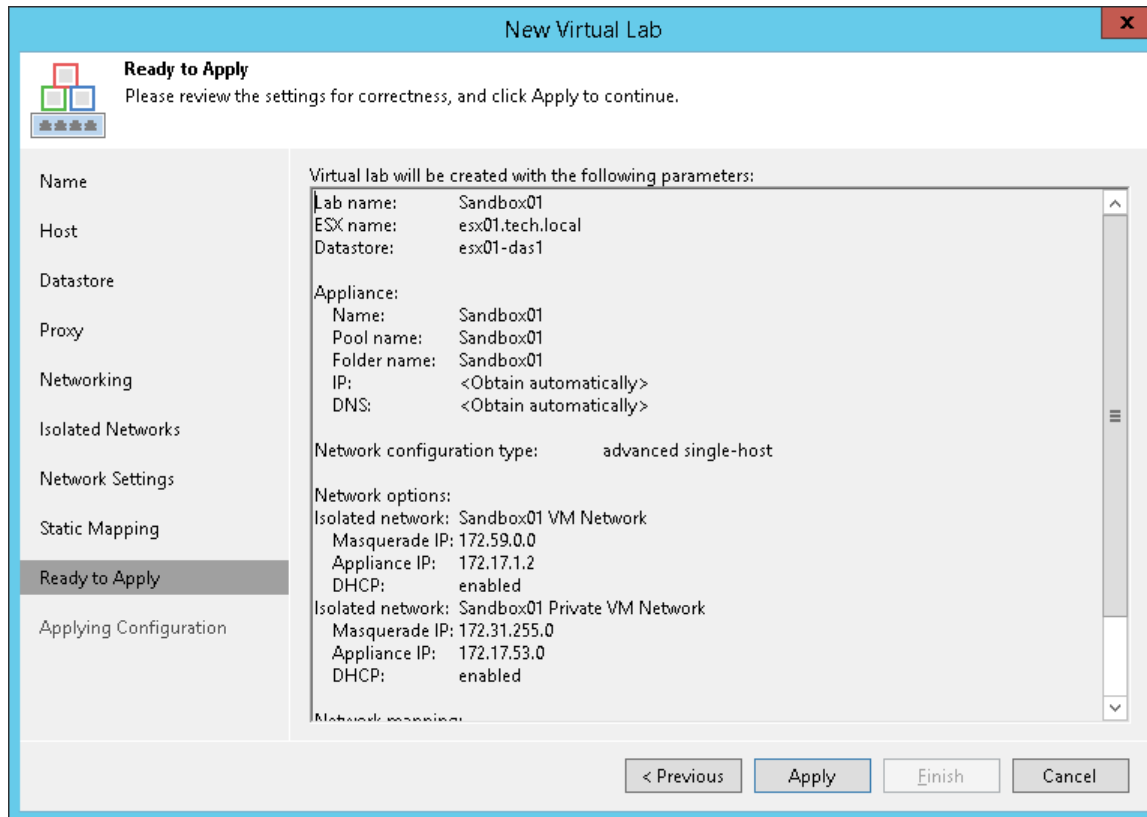 New Virtual Lab
x
Ready to Apply
Please review the settings for correctness, and click Apply to continue.
Name
Host
Datastore
Proxy
Networking
Isolated Networks
Network Settings
Static Mapping
Ready to Apply
Applying Configuration
Virtual lab will be created with the following parameters:
Lab name: Sandbox01
ESX name: esx01.tech.local
Datastore: esx01-das1
Appliance:
Name: Sandbox01
Pool name: Sandbox01
Folder name: Sandbox01
IP: <Obtain automatically>
DNS: <Obtain automatically>
Network configuration type: advanced single-host
Network options:
Isolated network: Sandbox01 VM Network
Masquerade IP: 172.59.0.0
Appliance IP: 172.17.1.2
DHCP: enabled
Isolated network: Sandbox01 Private VM Network
Masquerade IP: 172.31.255.0
Appliance IP: 172.17.53.0
DHCP: enabled
Network mapping:
< Previous
Apply
Finish
Cancel